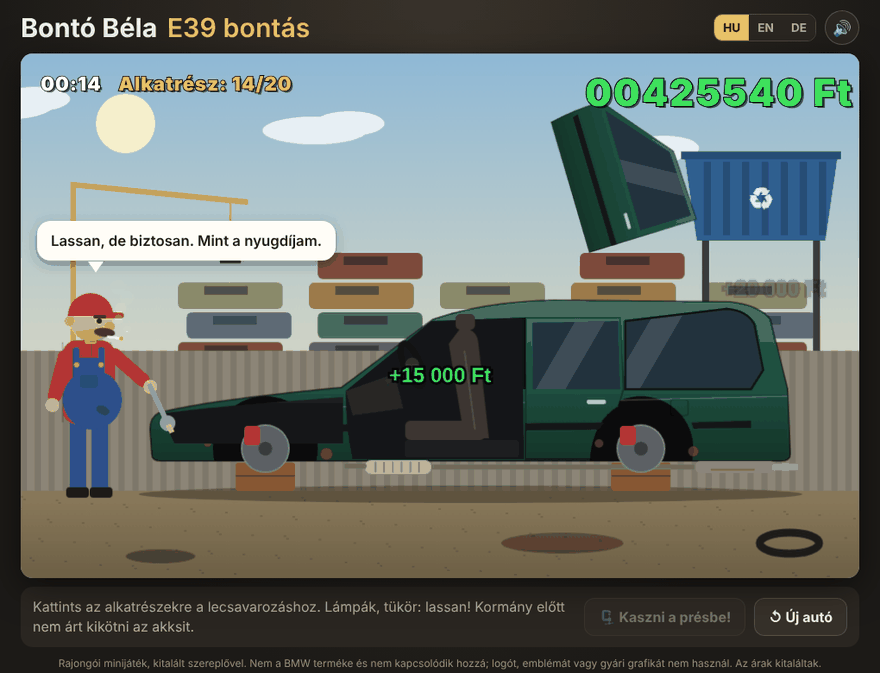 Bontó Béla E39 bontás
HU EN DE
00:14 Alkatrész: 14/20
00425540 Ft
Lassan, de biztosan. Mint a nyugdíjam.
+20 000 Ft
+15 000 Ft
Kattints az alkatrészekre a lecsavarozáshoz. Lámpák, tükör: lassan! Kormány előtt
nem árt kikötni az akksit.
Kaszni a présbe!
Új autó
Rajongói minijáték, kitalált szereplővel. Nem a BMW terméke és nem kapcsolódik hozzá; logót, emblémát vagy gyári grafikát nem használ. Az árak kitaláltak.